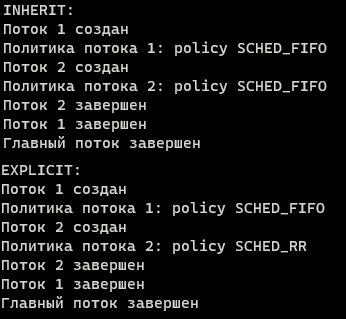 INHERIT:
Поток 1 создан
Политика потока 1: policy SCHED_FIFO
Поток 2 создан
Политика потока 2: policy SCHED_FIFO
Поток 2 завершен
Поток 1 завершен
Главный поток завершен
EXPLICIT:
Поток 1 создан
Политика потока 1: policy SCHED_FIFO
Поток 2 создан
Политика потока 2: policy SCHED_RR
Поток 2 завершен
Поток 1 завершен
Главный поток завершен